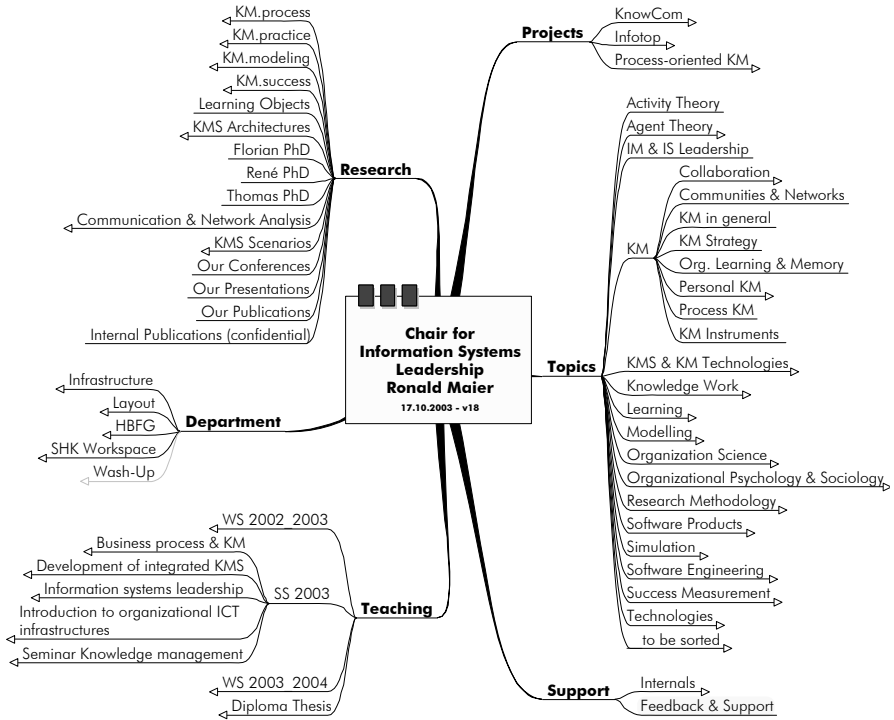 Chair for
Information Systems
Leadership
Ronald Maier
17.10.2003 - v18
Research
KM.process
KM.practice
KM.modeling
KM.success
Learning Objects
KMS Architectures
Florian PhD
René PhD
Thomas PhD
Communication & Network Analysis
KMS Scenarios
Our Conferences
Our Presentations
Our Publications
Internal Publications (confidential)
Department
Infrastructure
Layout
HBFG
SHK Workspace
Wash-Up
Teaching
WS 2002_2003
SS 2003
Business process & KM
Development of integrated KMS
Information systems leadership
Introduction to organizational ICT
infrastructures
Seminar Knowledge management
WS 2003_2004
Diploma Thesis
Projects
KnowCom
Infotop
Process-oriented KM
Topics
Activity Theory
Agent Theory
IM & IS Leadership
KM
Collaboration
Communities & Networks
KM in general
KM Strategy
Org. Learning & Memory
Personal KM
Process KM
KM Instruments
KMS & KM Technologies
Knowledge Work
Learning
Modelling
Organization Science
Organizational Psychology & Sociology
Research Methodology
Software Products
Simulation
Software Engineering
Success Measurement
Technologies
to be sorted
Support
Internals
Feedback & Support